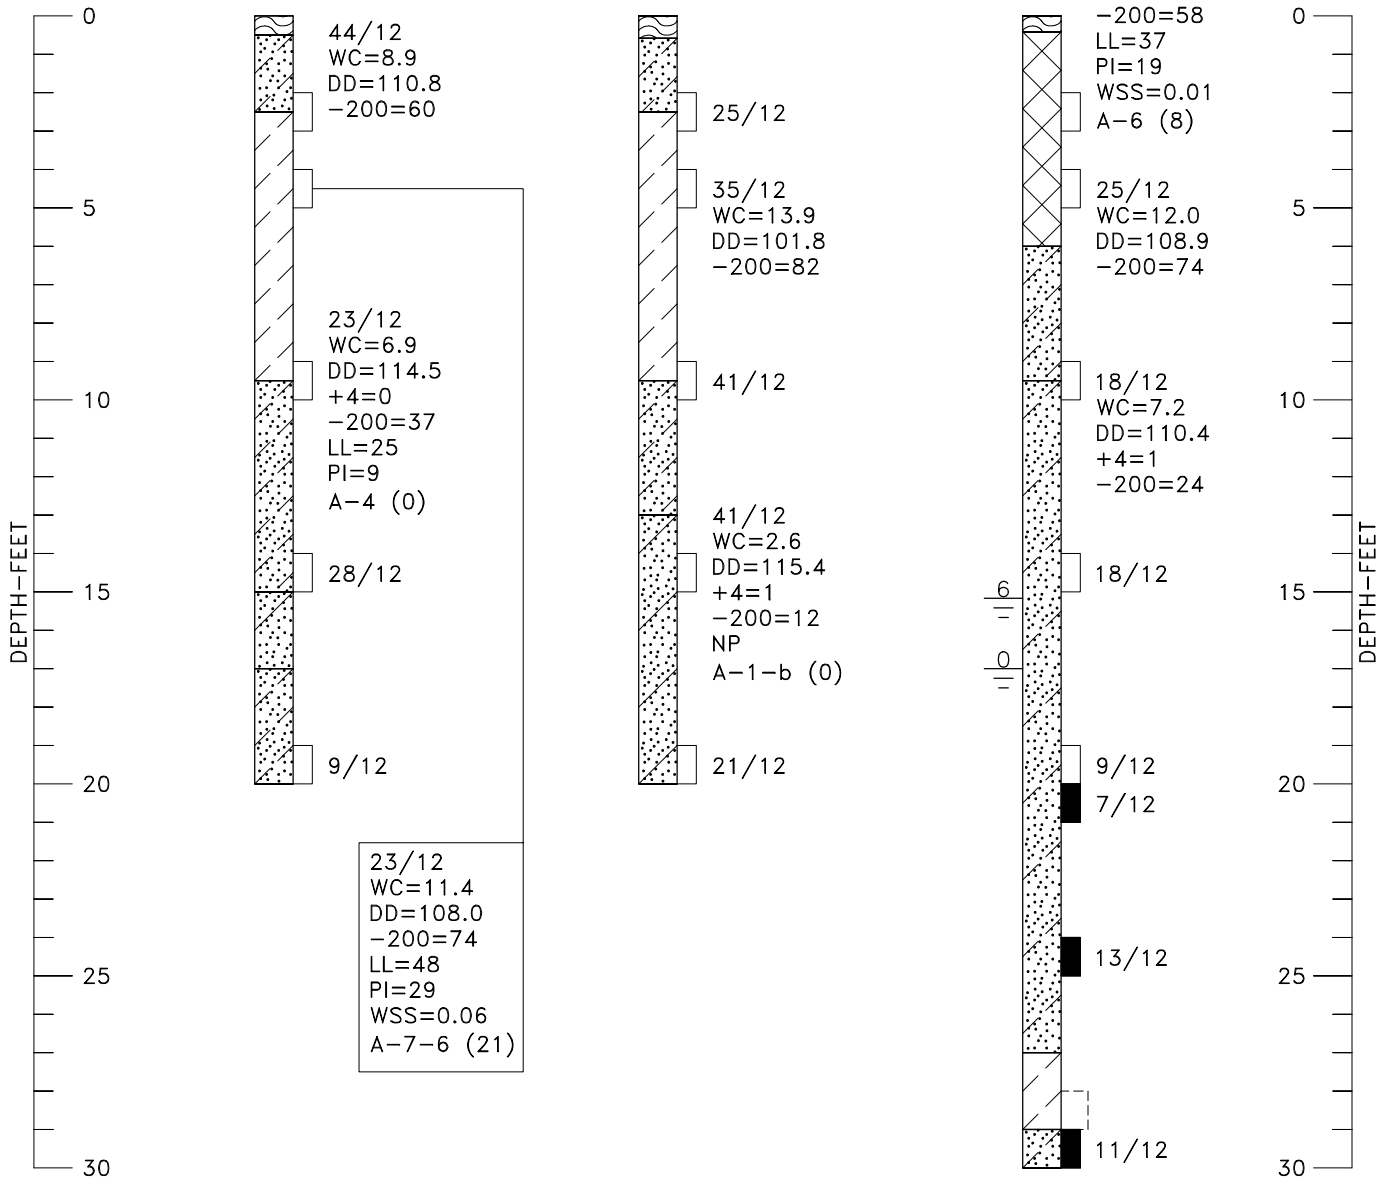 0
5
10
15
20
25
30
DEPTH-FEET
44/12
WC=8.9
DD=110.8
-200=60
23/12
WC=6.9
DD=114.5
+4=0
-200=37
LL=25
PI=9
A-4 (0)
28/12
9/12
23/12
WC=11.4
DD=108.0
-200=74
LL=48
PI=29
WSS=0.06
A-7-6 (21)
25/12
35/12
WC=13.9
DD=101.8
-200=82
41/12
41/12
WC=2.6
DD=115.4
+4=1
-200=12
NP
A-1-b (0)
21/12
-200=58
LL=37
PI=19
WSS=0.01
A-6 (8)
25/12
WC=12.0
DD=108.9
-200=74
18/12
WC=7.2
DD=110.4
+4=1
-200=24
18/12
6
0
9/12
7/12
13/12
11/12
0
5
10
15
20
25
30
DEPTH-FEET